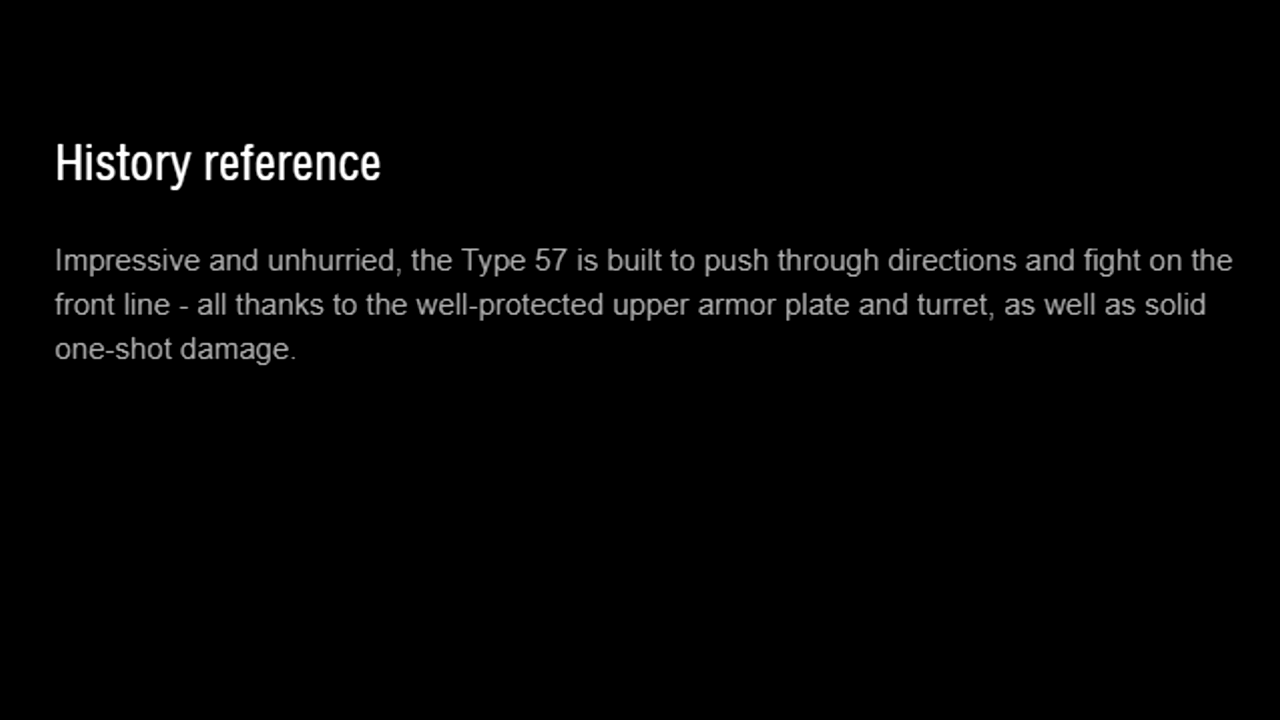 History reference
Impressive and unhurried, the Type 57 is built to push through directions and fight on the
front line - all thanks to the well-protected upper armor plate and turret, as well as solid
one-shot damage.